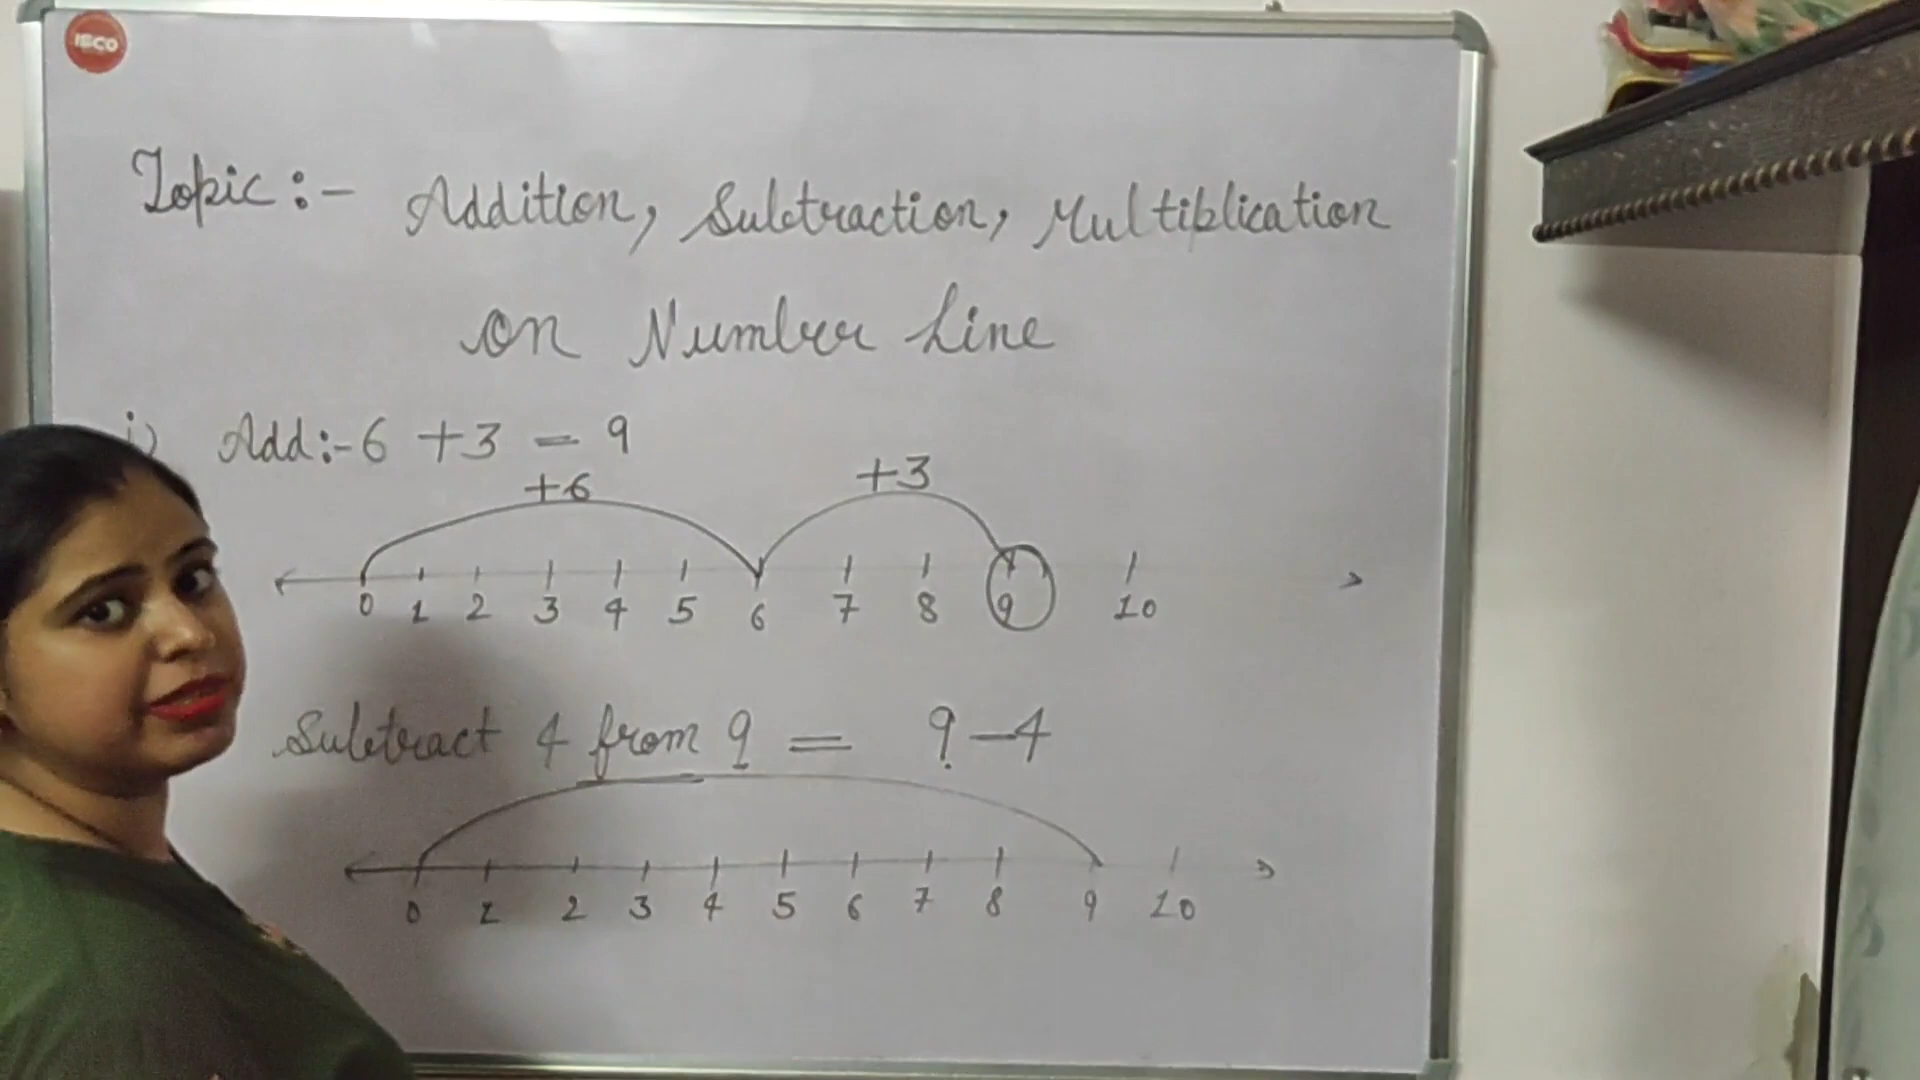 ISCO
Topic :- Addition, Subtraction, Multiplication
on Number Line
i) Add:- 6 + 3 = 9
+6 +3
0 1 2 3 4 5 6 7 8 9 10
Subtract 4 from 9 = 9 - 4
0 1 2 3 4 5 6 7 8 9 10